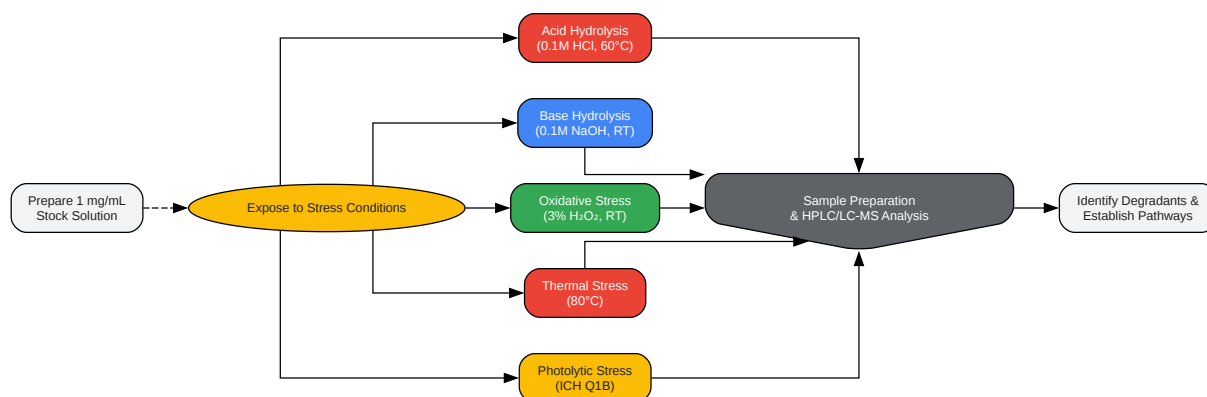 Acid Hydrolysis
(0.1M HCl, 60°C)
Base Hydrolysis
(0.1M NaOH, RT)
Prepare 1 mg/mL
Stock Solution
Expose to Stress Conditions
Oxidative Stress
(3% H₂O₂, RT)
Sample Preparation
& HPLC/LC-MS Analysis
Identify Degradants &
Establish Pathways
Thermal Stress
(80°C)
Photolytic Stress
(ICH Q1B)